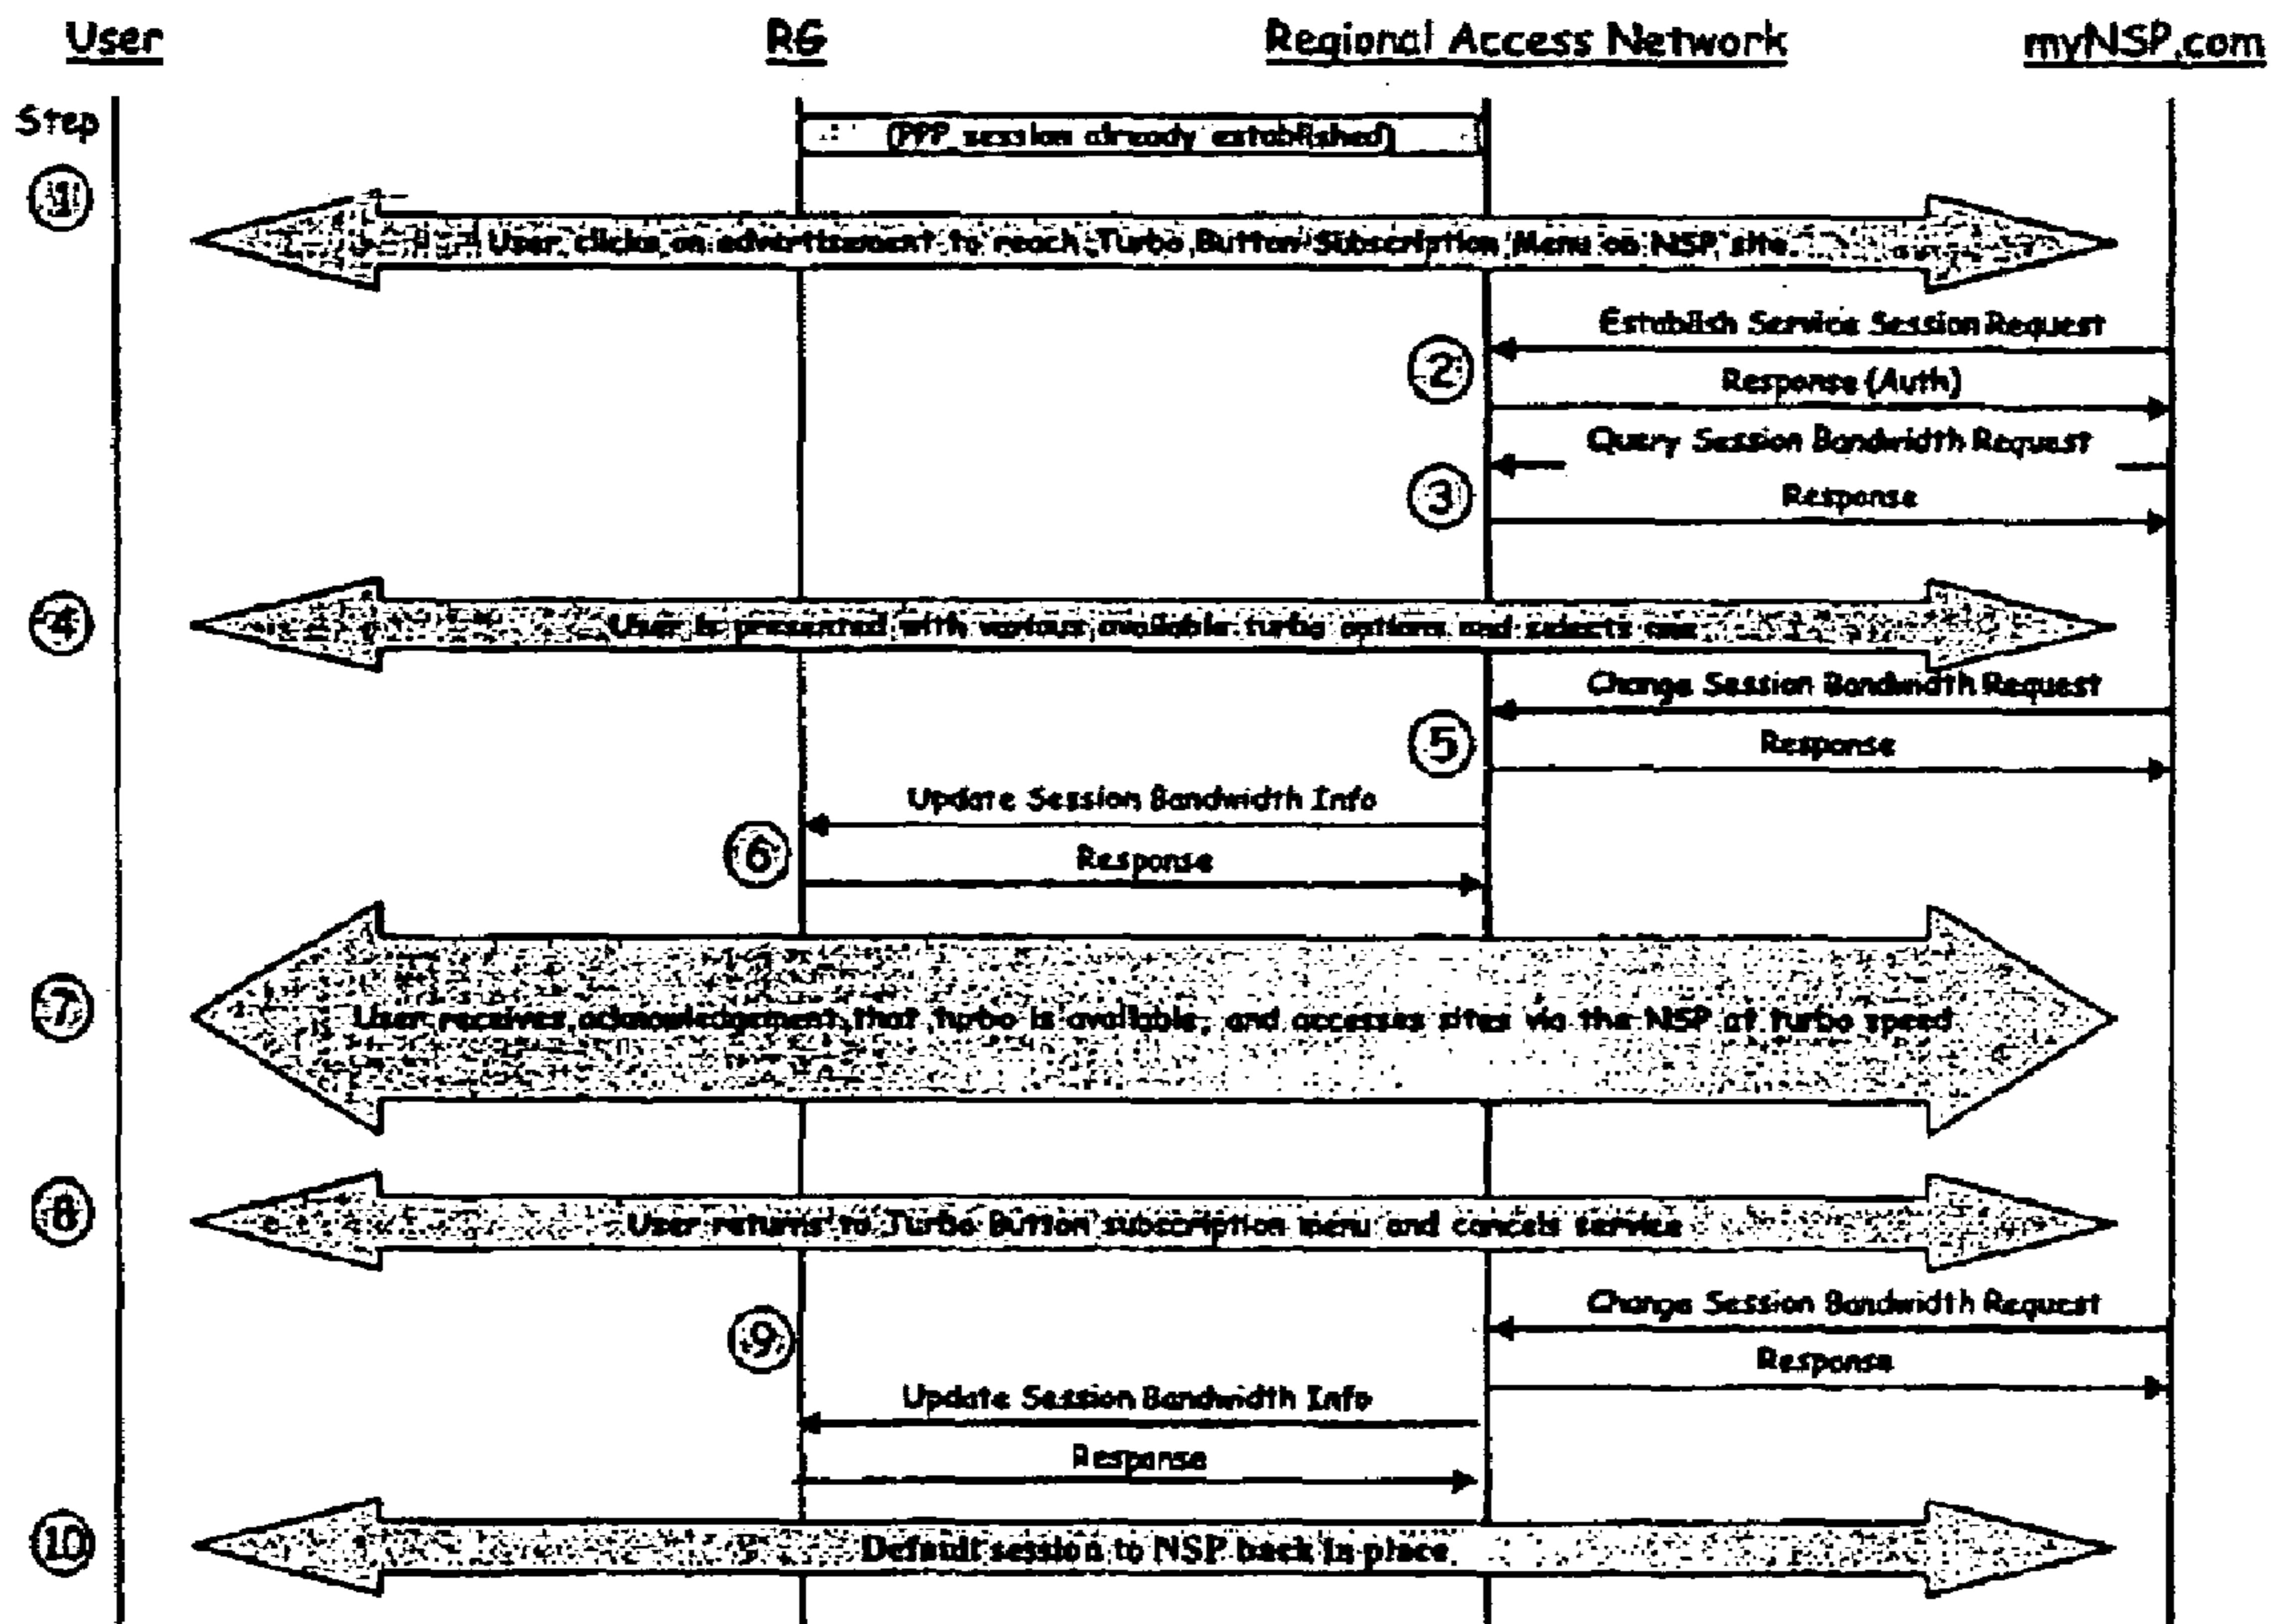 User
RG
Regional Access Network
myNSP.com
Step
(PPP session already established)
1
User clicks on advertisement to reach Turbo Button Subscription Menu on NSP site
Establish Service Session Request
2
Response (Auth)
Query Session Bandwidth Request
3
Response
4
User is presented with various available turbo options and selects one
Change Session Bandwidth Request
5
Response
Update Session Bandwidth Info
6
Response
7
User receives acknowledgement that turbo is available, and accesses sites via the NSP at turbo speed
8
User returns to Turbo Button subscription menu and cancels service
Change Session Bandwidth Request
9
Response
Update Session Bandwidth Info
Response
10
Default session to NSP back in place